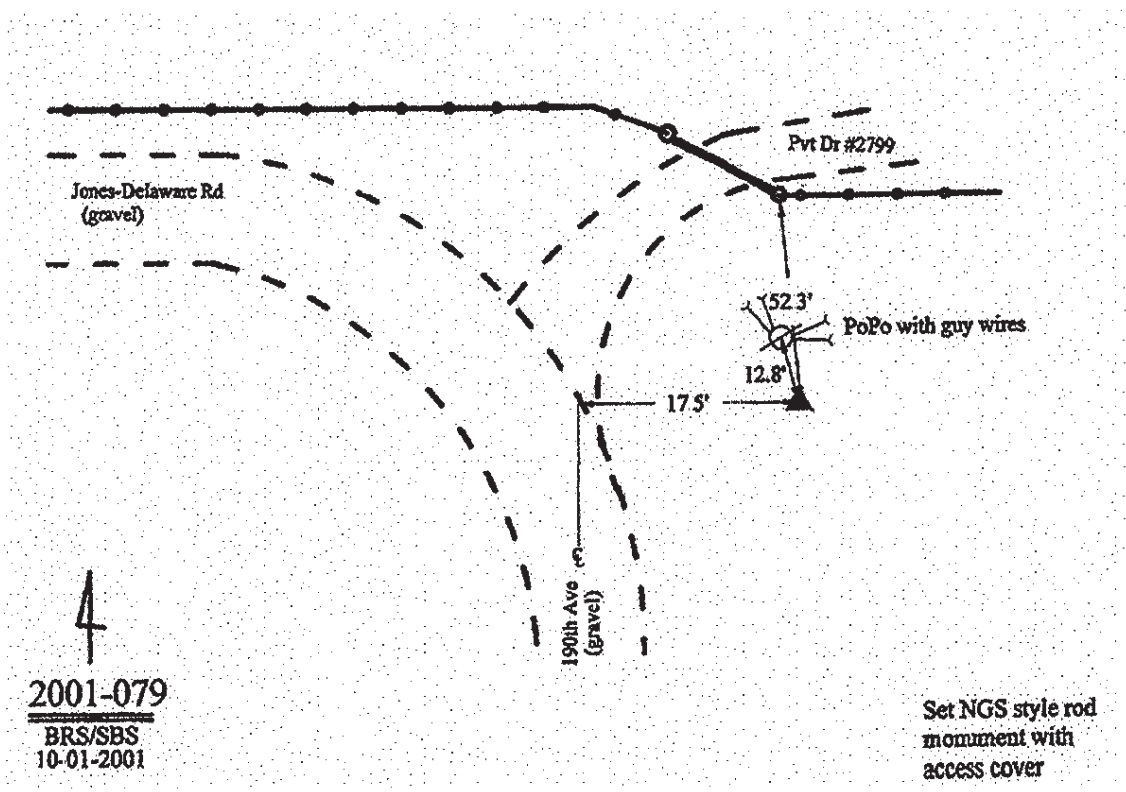 Pvt Dr #2799
Jones-Delaware Rd
(gravel)
52.3'
PoPo with guy wires
12.8'
17.5'
190th Ave ℄
(gravel)
2001-079
BRS/SBS
10-01-2001
Set NGS style rod
monument with
access cover